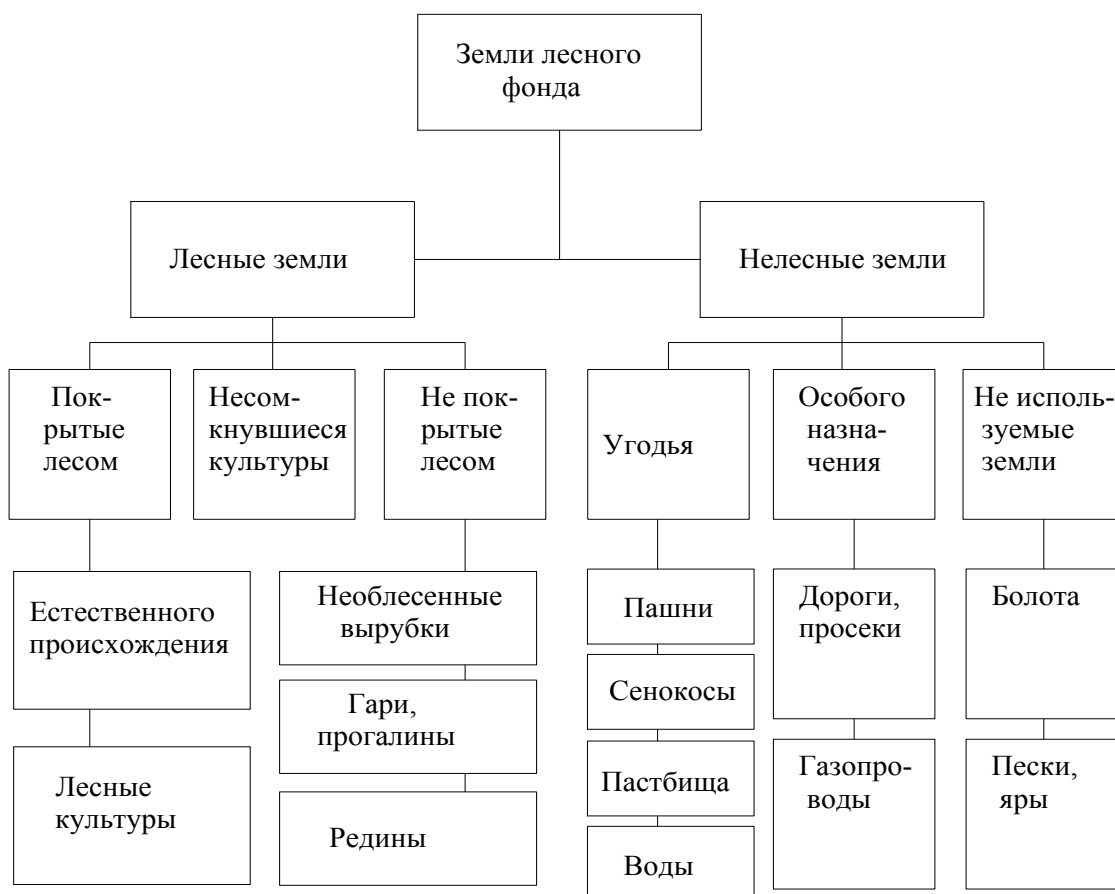 Земли лесного
фонда
Лесные земли
Нелесные земли
Пок-
рытые
лесом
Несом-
кнувшиеся
культуры
Не пок-
рытые
лесом
Угодья
Особого
назна-
чения
Не исполь-
зуемые
земли
Естественного
происхождения
Лесные
культуры
Необлесенные
вырубки
Гари,
прогалины
Редины
Пашни
Сенокосы
Пастбища
Воды
Дороги,
просеки
Газопро-
воды
Болота
Пески,
яры